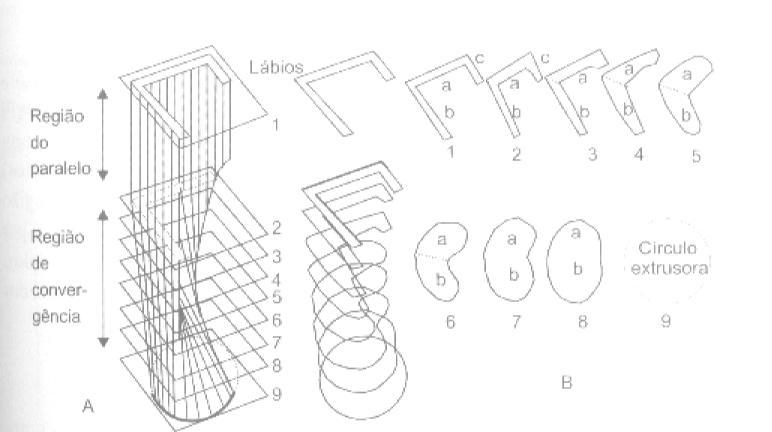 Lábios
Região
do
paralelo
1
Região
de
conver-
gência
2
3
4
5
6
7
8
9
A
a
b
c
1
a
b
c
2
a
b
3
a
b
4
a
b
5
a
b
6
a
b
7
a
b
8
Circulo
extrusora
9
B